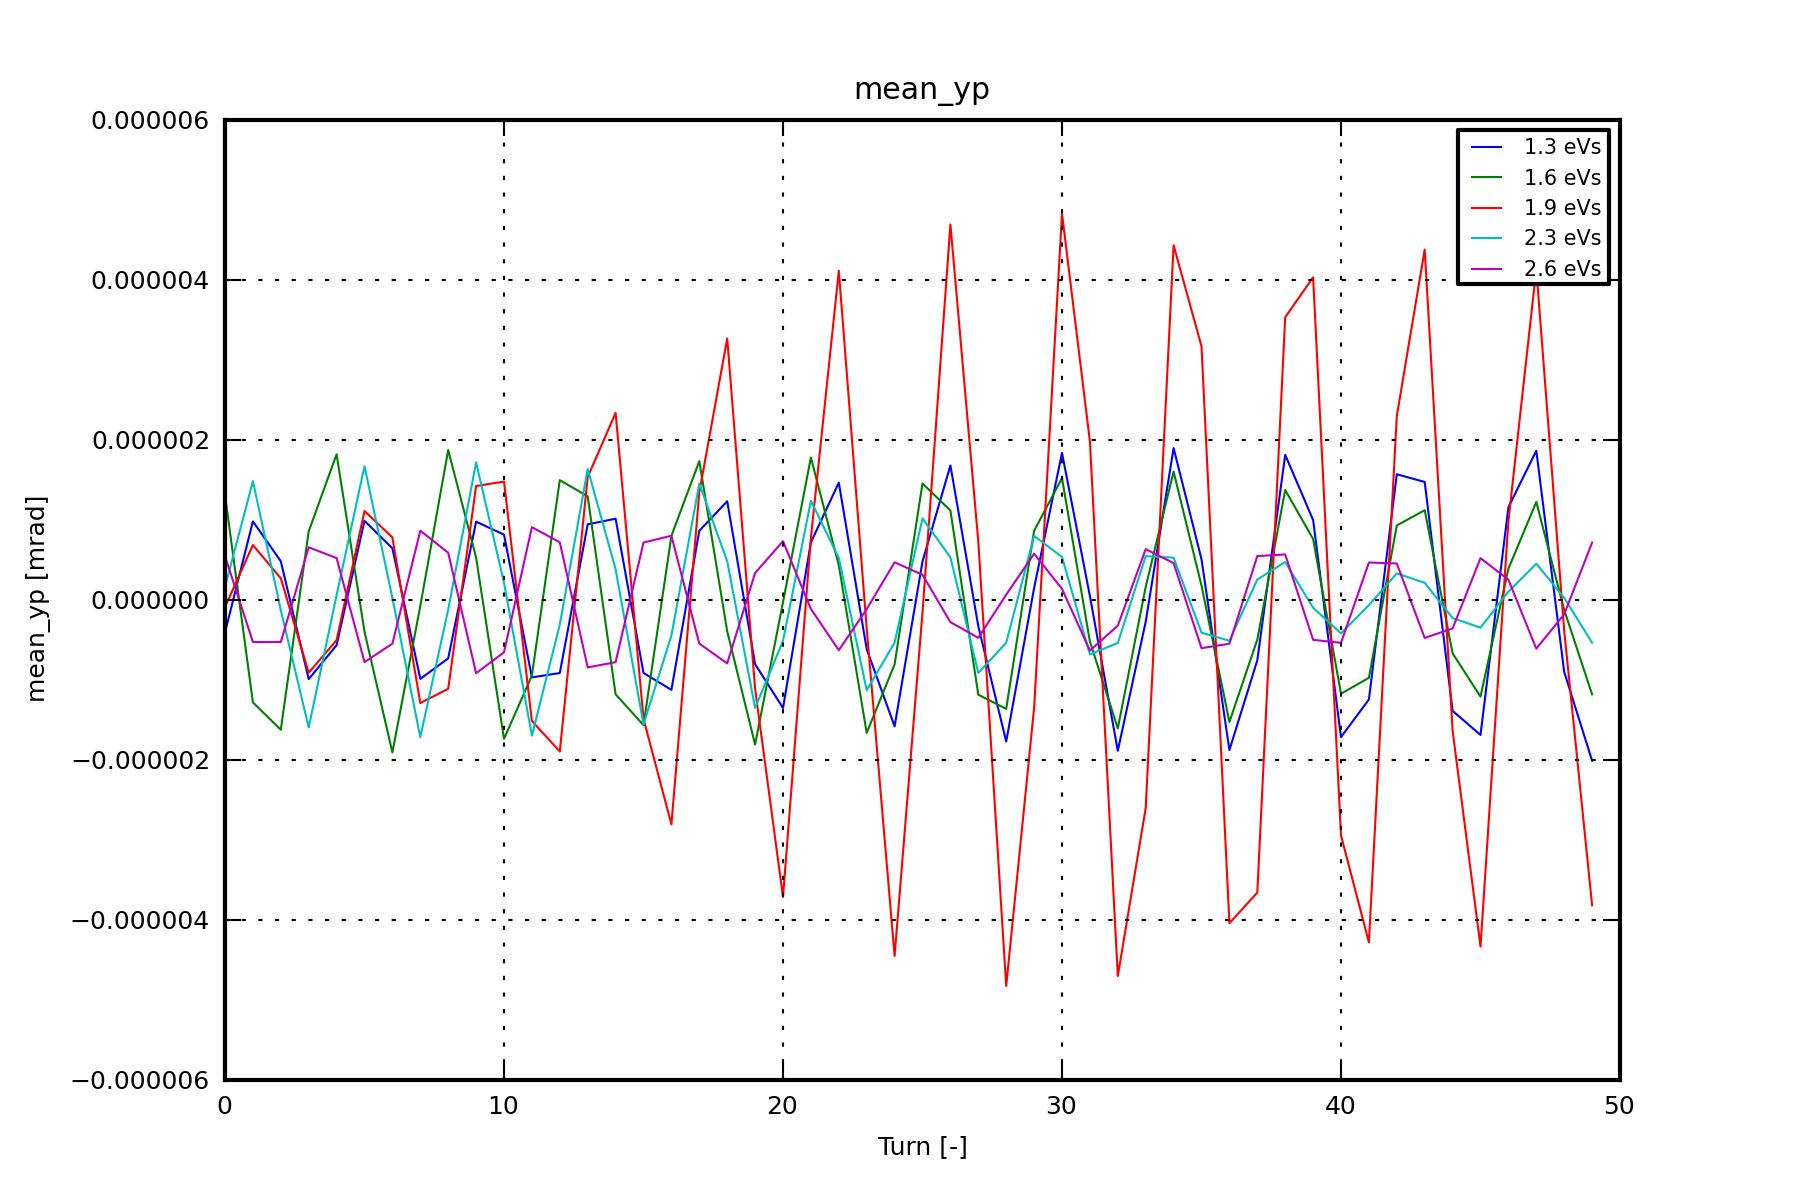 mean_yp
0.000006
0.000004
0.000002
0.000000
−0.000002
−0.000004
−0.000006
mean_yp [mrad]
1.3 eVs
1.6 eVs
1.9 eVs
2.3 eVs
2.6 eVs
0 10 20 30 40 50
Turn [-]